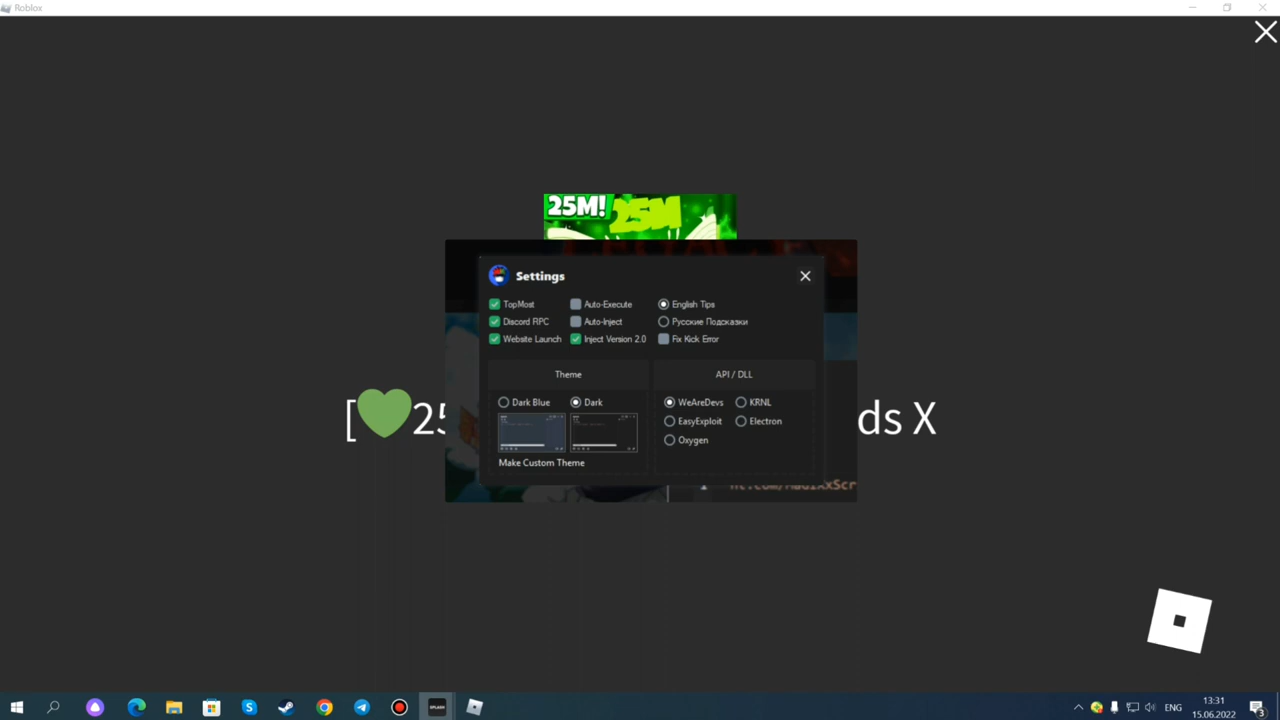 Roblox
25M! 25M
Settings
TopMost
Auto-Execute
English Tips
Discord RPC
Auto-Inject
Русские Подсказки
Website Launch
Inject Version 2.0
Fix Kick Error
Theme
API / DLL
Dark Blue
Dark
WeAreDevs
KRNL
EasyExploit
Electron
Oxygen
Make Custom Theme
[💚25 ds X
SPLASH
ENG
13:31
15.06.2022
3